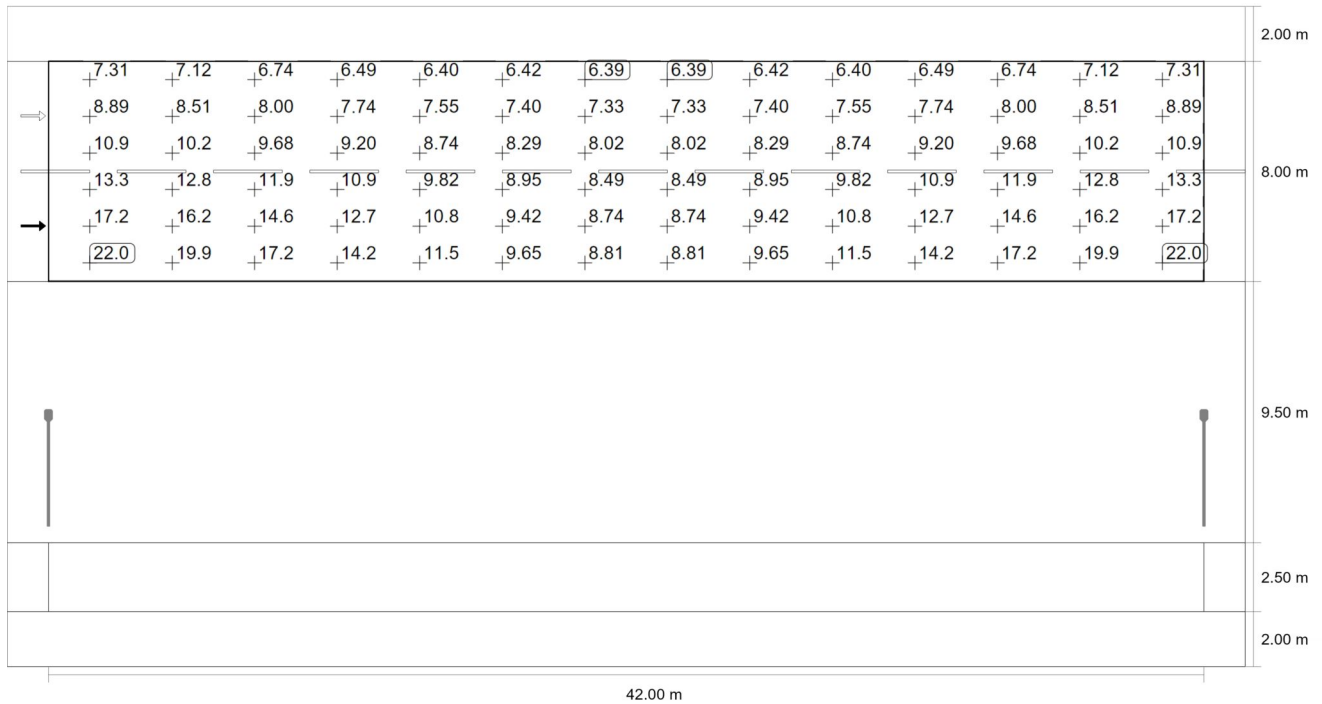 2.00 m
7.31 7.12 6.74 6.49 6.40 6.42 6.39 6.39 6.42 6.40 6.49 6.74 7.12 7.31
8.89 8.51 8.00 7.74 7.55 7.40 7.33 7.33 7.40 7.55 7.74 8.00 8.51 8.89
10.9 10.2 9.68 9.20 8.74 8.29 8.02 8.02 8.29 8.74 9.20 9.68 10.2 10.9
8.00 m
13.3 12.8 11.9 10.9 9.82 8.95 8.49 8.49 8.95 9.82 10.9 11.9 12.8 13.3
17.2 16.2 14.6 12.7 10.8 9.42 8.74 8.74 9.42 10.8 12.7 14.6 16.2 17.2
22.0 19.9 17.2 14.2 11.5 9.65 8.81 8.81 9.65 11.5 14.2 17.2 19.9 22.0
9.50 m
2.50 m
2.00 m
42.00 m